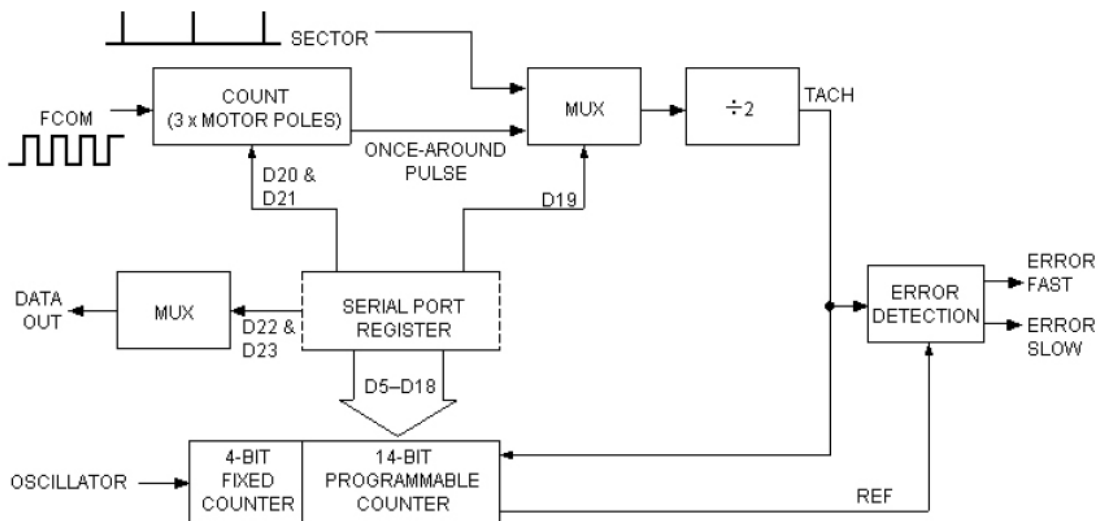 SECTOR
COUNT
(3 x MOTOR POLES)
FCOM
MUX
÷2
TACH
ONCE-AROUND
PULSE
D20 &
D21
D19
DATA
OUT
MUX
D22 &
D23
SERIAL PORT
REGISTER
ERROR
DETECTION
ERROR
FAST
ERROR
SLOW
D5–D18
OSCILLATOR
4-BIT
FIXED
COUNTER
14-BIT
PROGRAMMABLE
COUNTER
REF